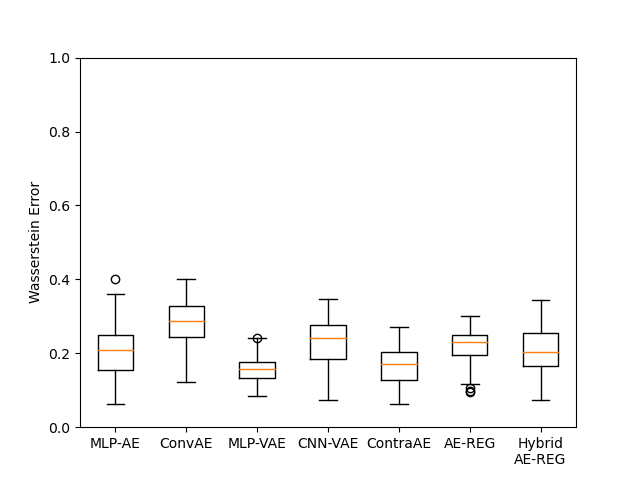 1.0
0.8
0.6
0.4
0.2
0.0
Wasserstein Error
MLP-AE ConvAE MLP-VAE CNN-VAE ContraAE AE-REG Hybrid
AE-REG